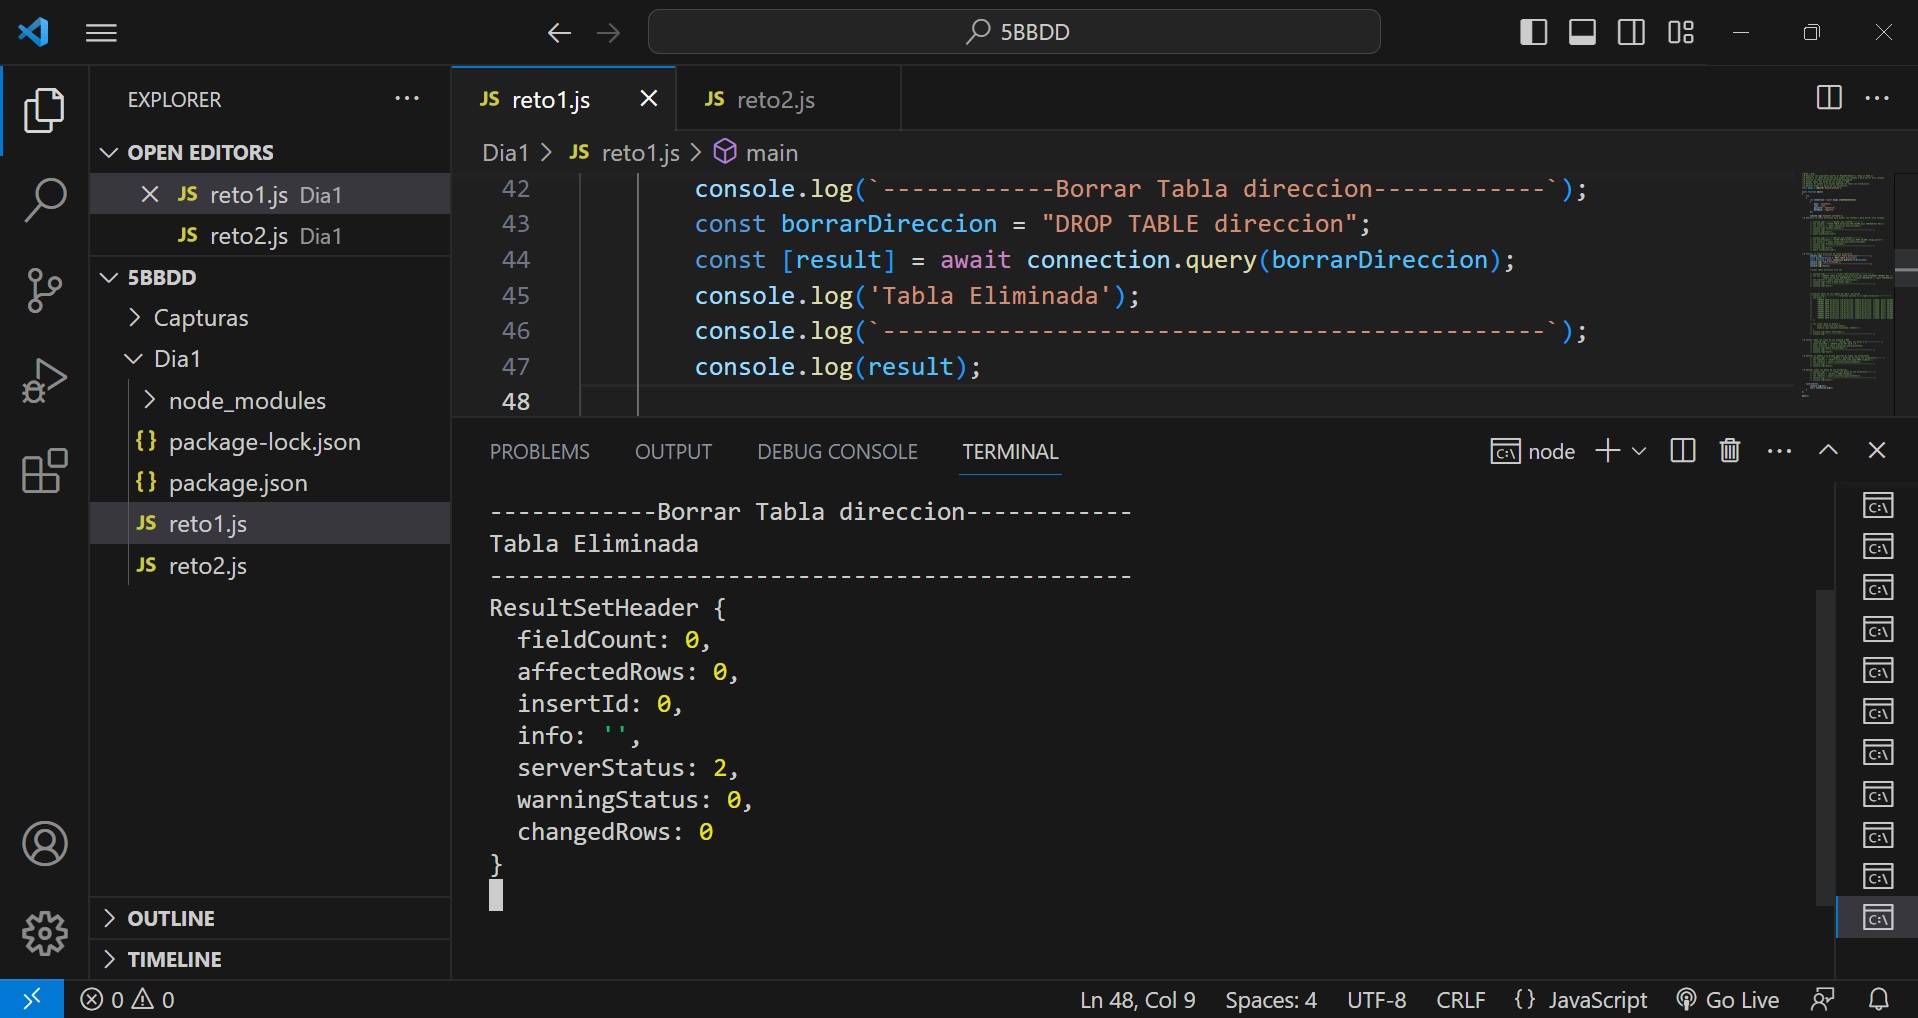 5BBDD
EXPLORER
OPEN EDITORS
JS reto1.js Dia1
JS reto2.js Dia1
5BBDD
Capturas
Dia1
node_modules
{} package-lock.json
{} package.json
JS reto1.js
JS reto2.js
OUTLINE
TIMELINE
JS reto1.js
JS reto2.js
Dia1 > JS reto1.js > main
42 console.log(`------------Borrar Tabla direccion------------`);
43 const borrarDireccion = "DROP TABLE direccion";
44 const [result] = await connection.query(borrarDireccion);
45 console.log('Tabla Eliminada');
46 console.log(`----------------------------------------------`);
47 console.log(result);
48
PROBLEMS OUTPUT DEBUG CONSOLE TERMINAL
node
------------Borrar Tabla direccion------------
Tabla Eliminada
----------------------------------------------
ResultSetHeader {
fieldCount: 0,
affectedRows: 0,
insertId: 0,
info: '',
serverStatus: 2,
warningStatus: 0,
changedRows: 0
}
0 0
Ln 48, Col 9 Spaces: 4 UTF-8 CRLF {} JavaScript Go Live